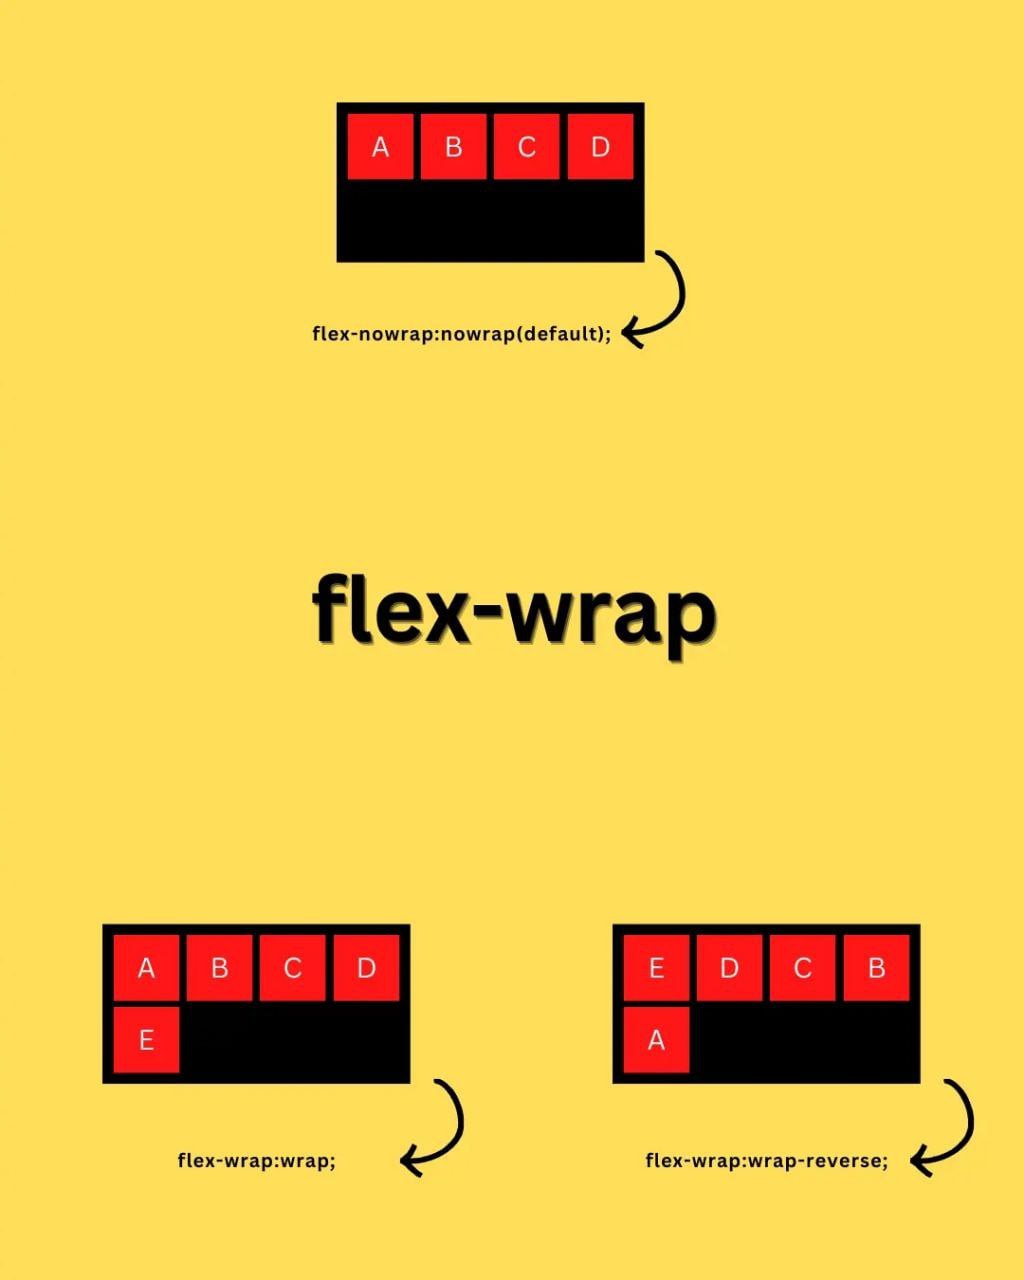 A B C D
flex-nowrap:nowrap(default);
flex-wrap
A B C D
E
flex-wrap:wrap;
E D C B
A
flex-wrap:wrap-reverse;